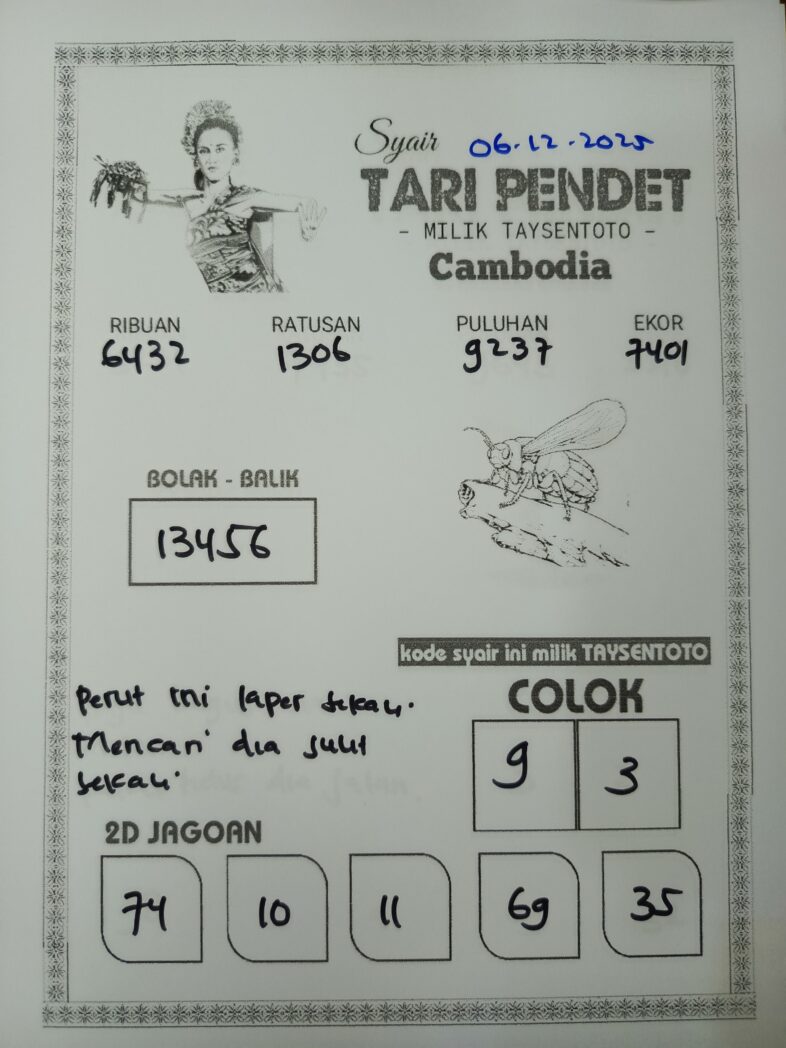 Syair 06.12.2025
TARI PENDET
- MILIK TAYSENTOTO -
Cambodia
RIBUAN RATUSAN PULUHAN EKOR
6432 1306 9237 7401
BOLAK - BALIK
13456
kode syair ini milik TAYSENTOTO
COLOK
9 3
perut ini laper sekali.
Mencari dia sulit
sekali
2D JAGOAN
74 10 11 69 35